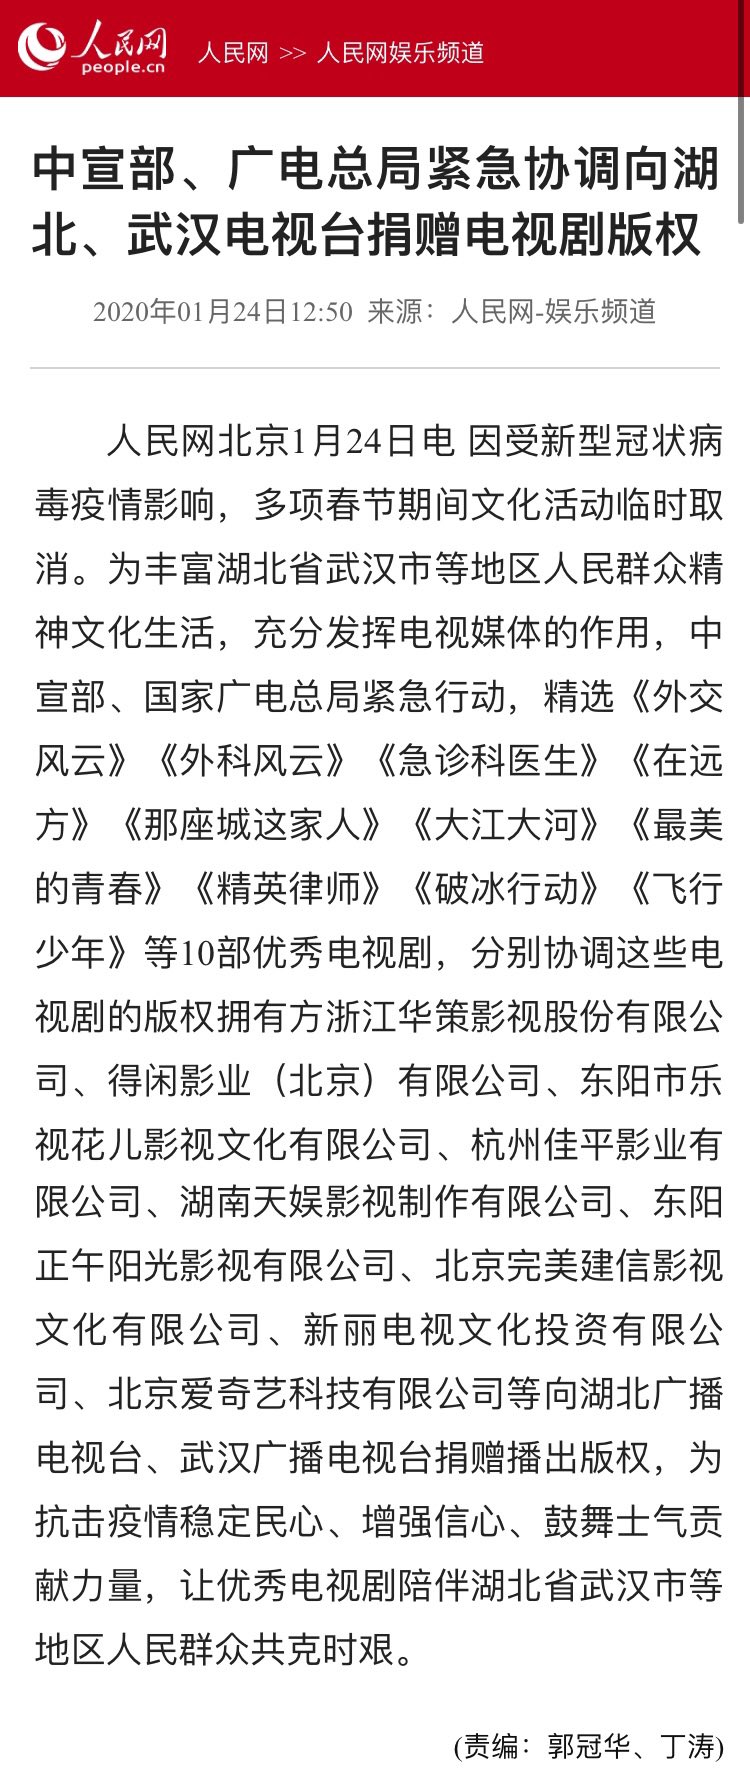 人民网
people.cn
人民网 >> 人民网娱乐频道
中宣部、广电总局紧急协调向湖
北、武汉电视台捐赠电视剧版权
2020年01月24日12:50 来源：人民网-娱乐频道
人民网北京1月24日电 因受新型冠状病
毒疫情影响，多项春节期间文化活动临时取
消。为丰富湖北省武汉市等地区人民群众精
神文化生活，充分发挥电视媒体的作用，中
宣部、国家广电总局紧急行动，精选《外交
风云》《外科风云》《急诊科医生》《在远
方》《那座城这家人》《大江大河》《最美
的青春》《精英律师》《破冰行动》《飞行
少年》等10部优秀电视剧，分别协调这些电
视剧的版权拥有方浙江华策影视股份有限公
司、得闲影业（北京）有限公司、东阳市乐
视花儿影视文化有限公司、杭州佳平影业有
限公司、湖南天娱影视制作有限公司、东阳
正午阳光影视有限公司、北京完美建信影视
文化有限公司、新丽电视文化投资有限公
司、北京爱奇艺科技有限公司等向湖北广播
电视台、武汉广播电视台捐赠播出版权，为
抗击疫情稳定民心、增强信心、鼓舞士气贡
献力量，让优秀电视剧陪伴湖北省武汉市等
地区人民群众共克时艰。
(责编：郭冠华、丁涛)